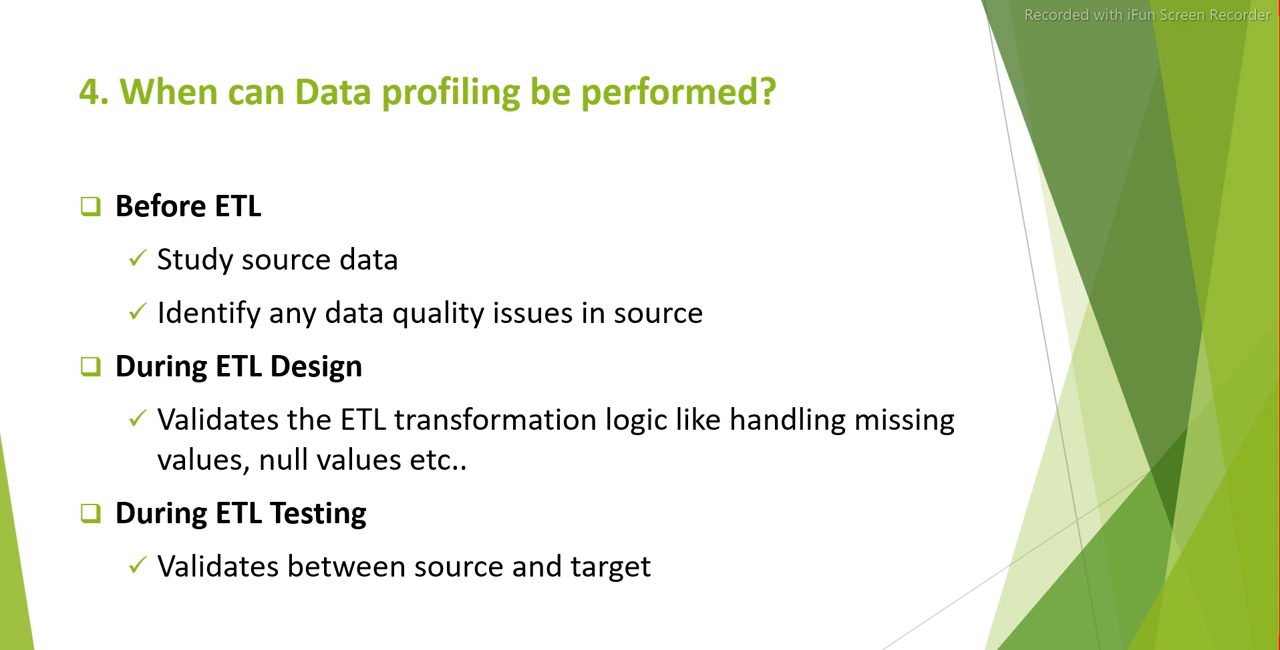 Recorded with iFun Screen Recorder
4. When can Data profiling be performed?
Before ETL
Study source data
Identify any data quality issues in source
During ETL Design
Validates the ETL transformation logic like handling missing
values, null values etc..
During ETL Testing
Validates between source and target